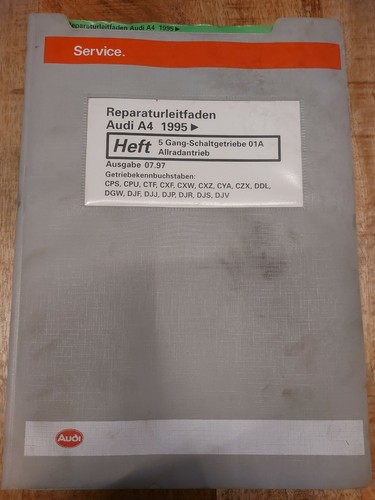 Reparaturleitfaden Audi A4 1995 ►
Service.
Reparaturleitfaden
Audi A4 1995 ►
Heft 5 Gang-Schaltgetriebe 01A
Allradantrieb
Ausgabe 07.97
Getriebekennbuchstaben:
CPS, CPU, CTF, CXF, CXW, CXZ, CYA, CZX, DDL,
DGW, DJF, DJJ, DJP, DJR, DJS, DJV
Audi